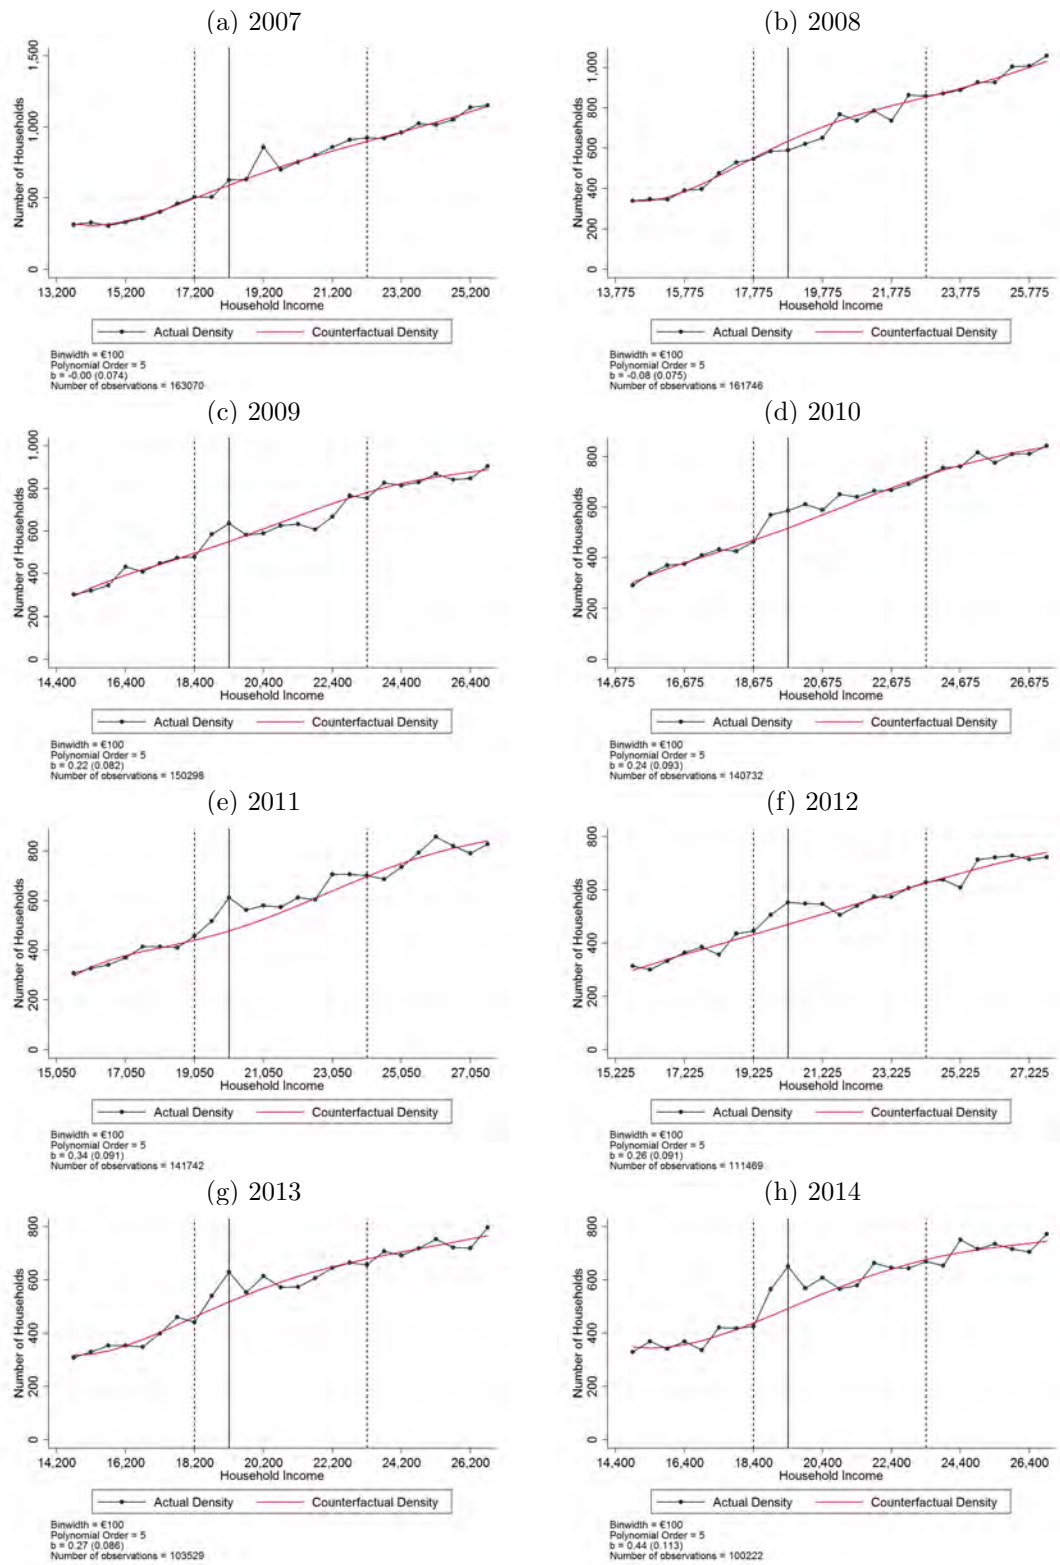 (a) 2007
Number of Households
0
500
1,000
1,500
13,200 15,200 17,200 19,200 21,200 23,200 25,200
Household Income
Actual Density Counterfactual Density
Binwidth = €100
Polynomial Order = 5
b = -0.00 (0.074)
Number of observations = 163070
(b) 2008
Number of Households
0
200
400
600
800
1,000
13,775 15,775 17,775 19,775 21,775 23,775 25,775
Household Income
Actual Density Counterfactual Density
Binwidth = €100
Polynomial Order = 5
b = -0.08 (0.075)
Number of observations = 161746
(c) 2009
Number of Households
0
200
400
600
800
1,000
14,400 16,400 18,400 20,400 22,400 24,400 26,400
Household Income
Actual Density Counterfactual Density
Binwidth = €100
Polynomial Order = 5
b = 0.22 (0.082)
Number of observations = 150298
(d) 2010
Number of Households
0
200
400
600
800
14,675 16,675 18,675 20,675 22,675 24,675 26,675
Household Income
Actual Density Counterfactual Density
Binwidth = €100
Polynomial Order = 5
b = 0.24 (0.093)
Number of observations = 140732
(e) 2011
Number of Households
0
200
400
600
800
15,050 17,050 19,050 21,050 23,050 25,050 27,050
Household Income
Actual Density Counterfactual Density
Binwidth = €100
Polynomial Order = 5
b = 0.34 (0.091)
Number of observations = 141742
(f) 2012
Number of Households
0
200
400
600
800
15,225 17,225 19,225 21,225 23,225 25,225 27,225
Household Income
Actual Density Counterfactual Density
Binwidth = €100
Polynomial Order = 5
b = 0.26 (0.091)
Number of observations = 111469
(g) 2013
Number of Households
0
200
400
600
800
14,200 16,200 18,200 20,200 22,200 24,200 26,200
Household Income
Actual Density Counterfactual Density
Binwidth = €100
Polynomial Order = 5
b = 0.27 (0.086)
Number of observations = 103529
(h) 2014
Number of Households
0
200
400
600
800
14,400 16,400 18,400 20,400 22,400 24,400 26,400
Household Income
Actual Density Counterfactual Density
Binwidth = €100
Polynomial Order = 5
b = 0.44 (0.113)
Number of observations = 100222